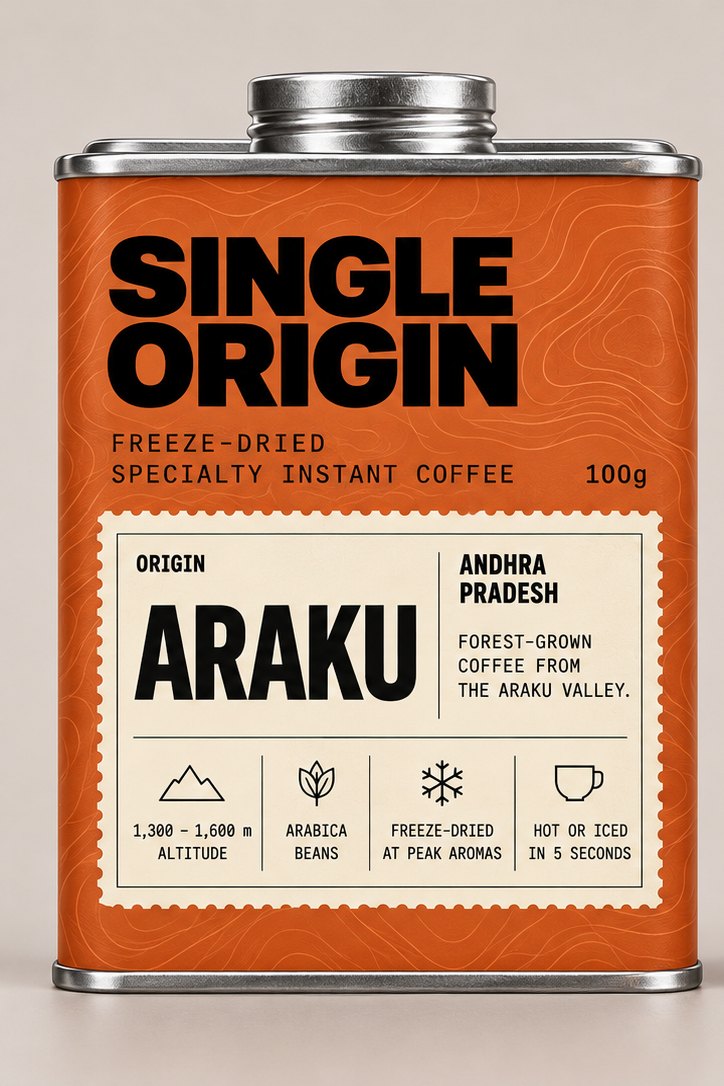 SINGLE
ORIGIN
FREEZE-DRIED
SPECIALTY INSTANT COFFEE
100g
ORIGIN
ARAKU
ANDHRA
PRADESH
FOREST-GROWN
COFFEE FROM
THE ARAKU VALLEY.
1,300 – 1,600 m
ALTITUDE
ARABICA
BEANS
FREEZE-DRIED
AT PEAK AROMAS
HOT OR ICED
IN 5 SECONDS